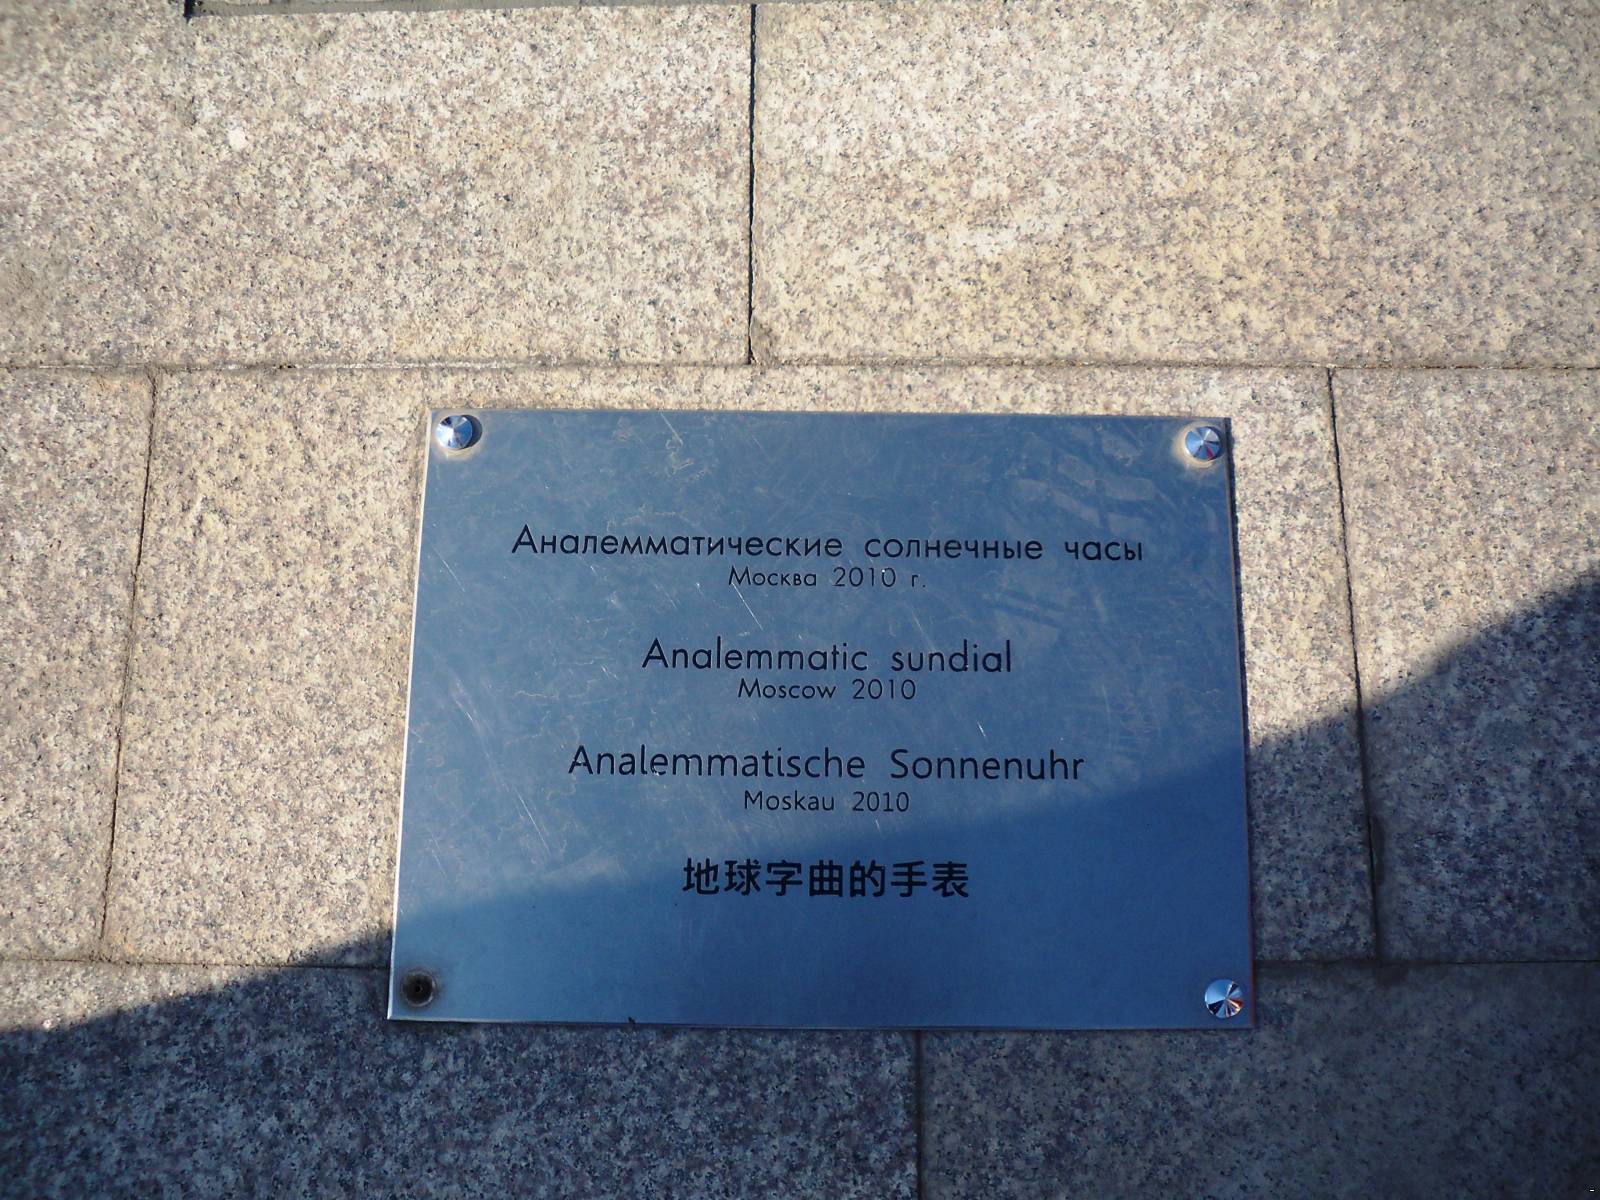 Аналемматические солнечные часы
Москва 2010 г.
Analemmatic sundial
Moscow 2010
Analemmatische Sonnenuhr
Moskau 2010
地球字曲的手表